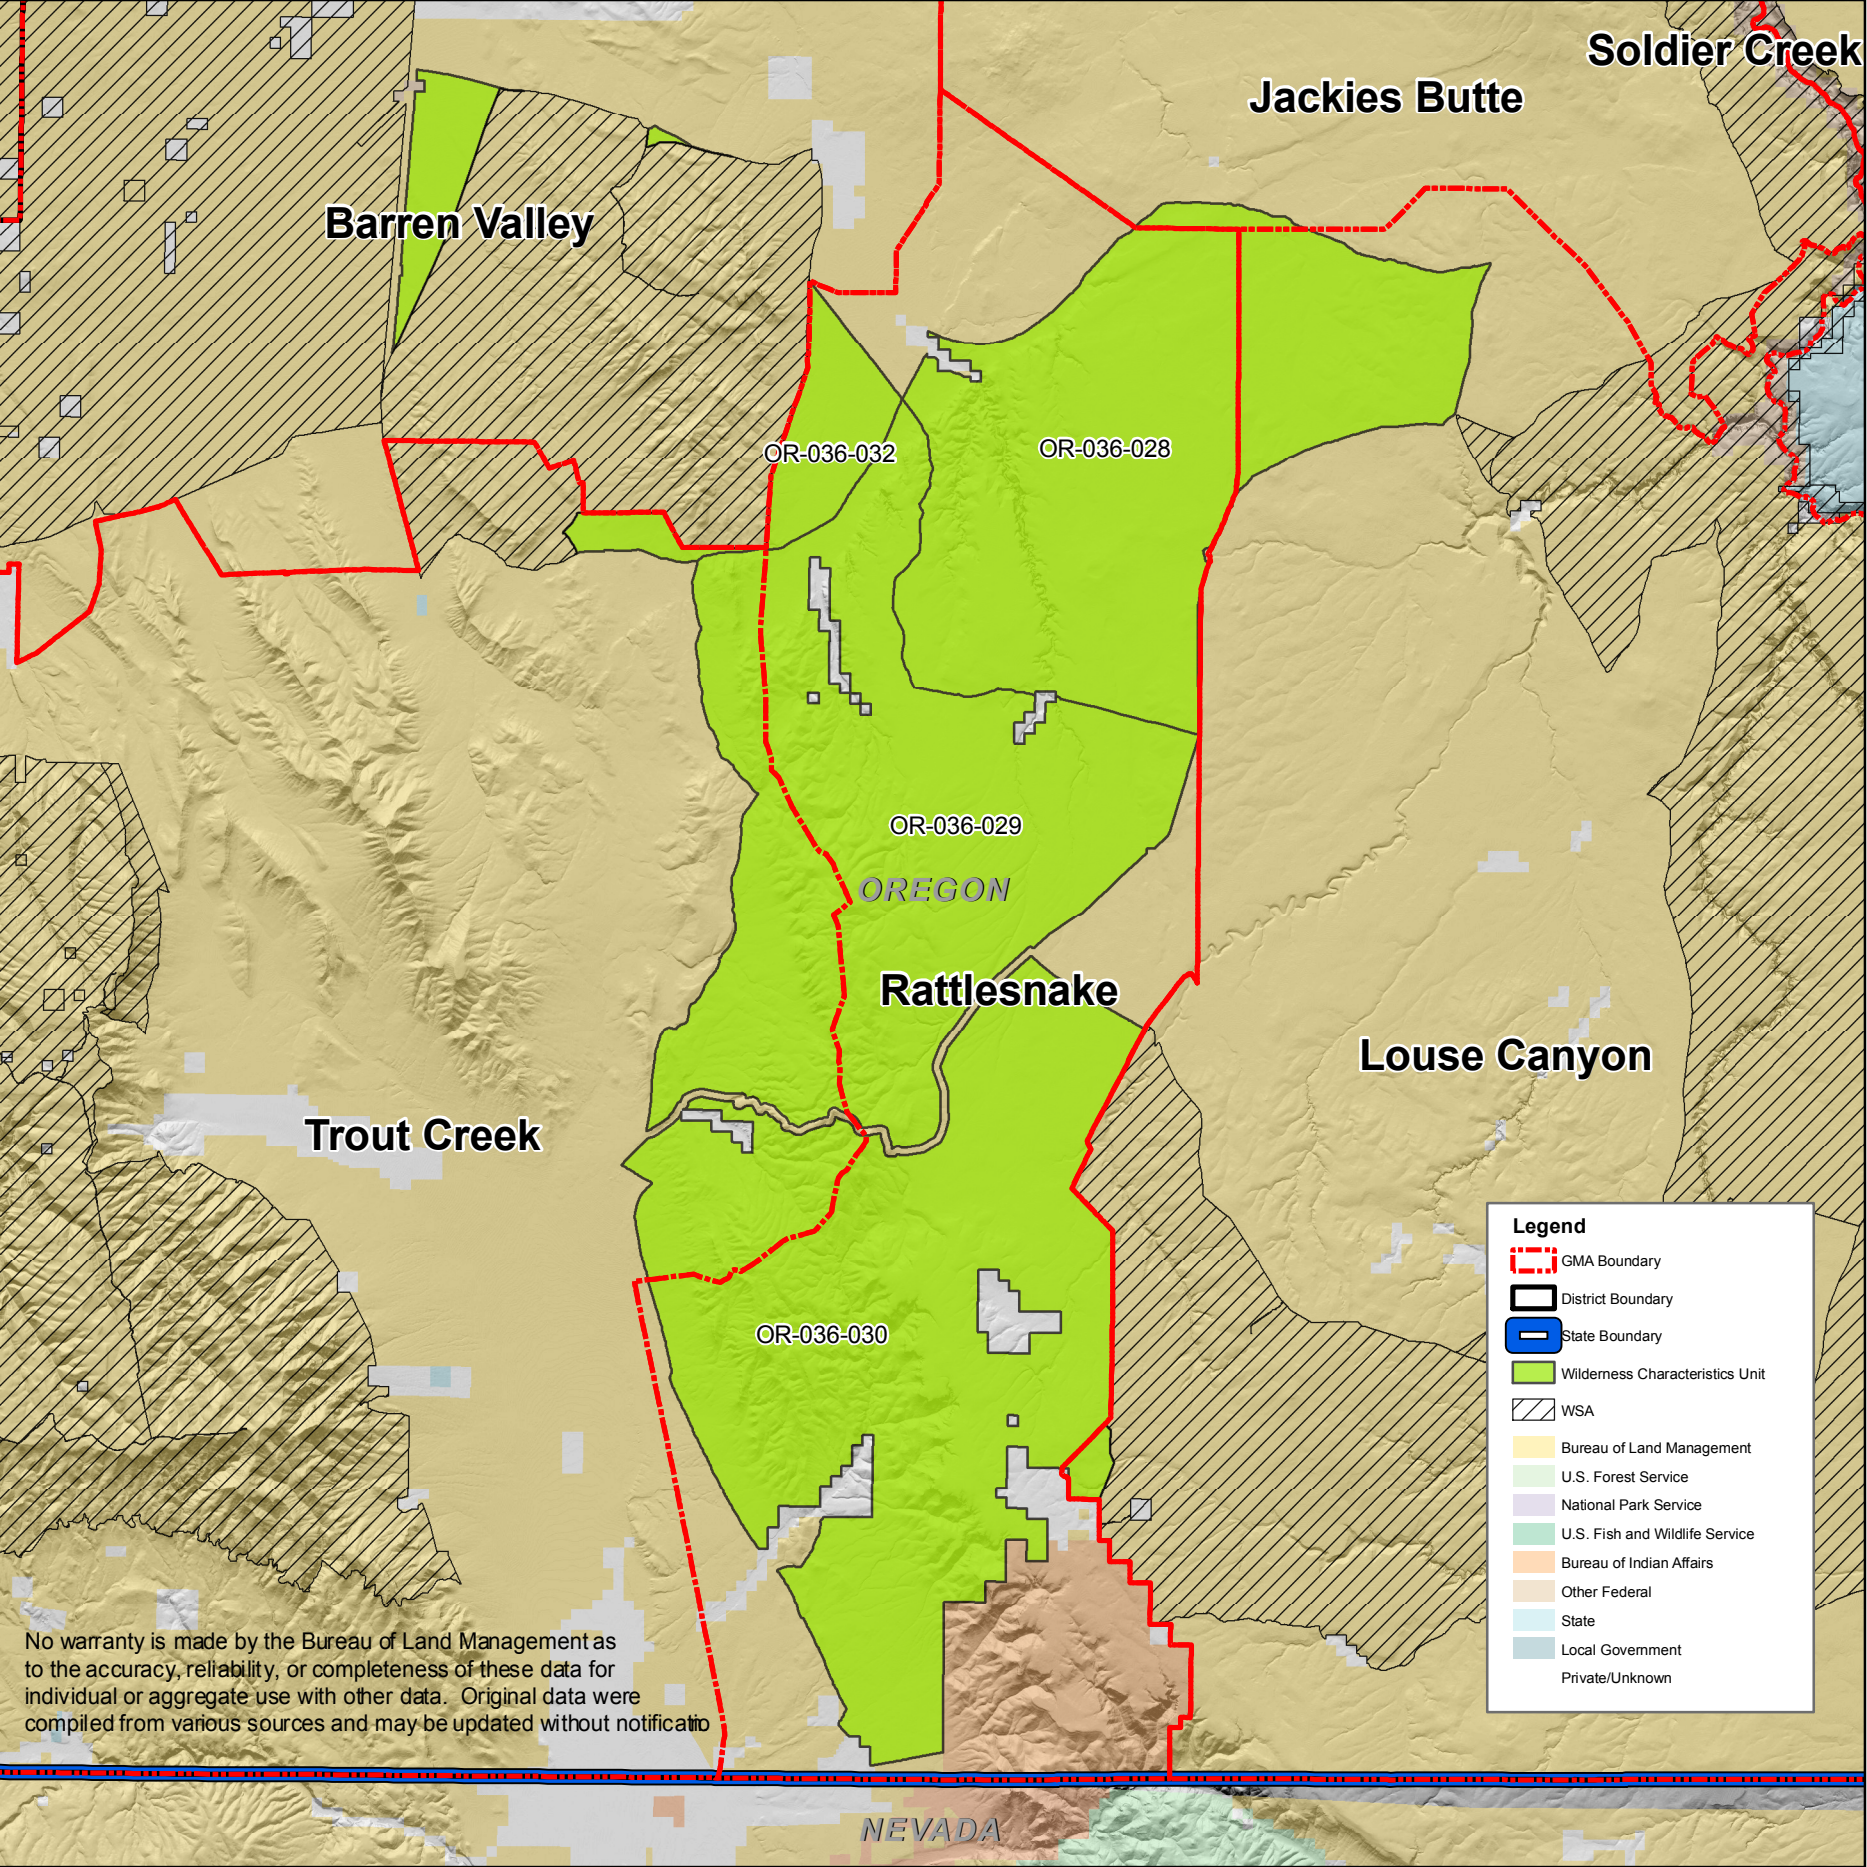 Soldier Creek
Jackies Butte
Barren Valley
OR-036-032
OR-036-028
OR-036-029
OREGON
Rattlesnake
Louse Canyon
Trout Creek
OR-036-030
Legend
GMA Boundary
District Boundary
State Boundary
Wilderness Characteristics Unit
WSA
Bureau of Land Management
U.S. Forest Service
National Park Service
U.S. Fish and Wildlife Service
Bureau of Indian Affairs
Other Federal
State
Local Government
Private/Unknown
No warranty is made by the Bureau of Land Management as
to the accuracy, reliability, or completeness of these data for
individual or aggregate use with other data. Original data were
compiled from various sources and may be updated without
NEVADA